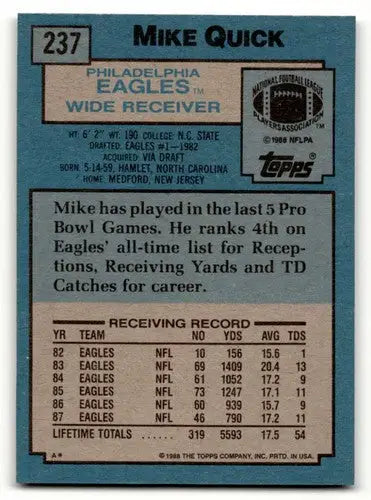 237
MIKE QUICK
PHILADELPHIA
EAGLES™
WIDE RECEIVER
NATIONAL FOOTBALL LEAGUE
PLAYERS ASSOCIATION™
© 1988 NFLPA
Topps®
HT: 6' 2" WT. 190 COLLEGE: N.C. STATE
DRAFTED: EAGLES #1—1982
ACQUIRED: VIA DRAFT
BORN: 5-14-59, HAMLET, NORTH CAROLINA
HOME: MEDFORD, NEW JERSEY
Mike has played in the last 5 Pro
Bowl Games. He ranks 4th on
Eagles' all-time list for Recep-
tions, Receiving Yards and TD
Catches for career.
RECEIVING RECORD
YR TEAM NO YDS AVG TDS
82 EAGLES NFL 10 156 15.6 1
83 EAGLES NFL 69 1409 20.4 13
84 EAGLES NFL 61 1052 17.2 9
85 EAGLES NFL 73 1247 17.1 11
86 EAGLES NFL 60 939 15.7 9
87 EAGLES NFL 46 790 17.2 11
LIFETIME TOTALS ...... 319 5593 17.5 54
A* © 1988 THE TOPPS COMPANY, INC. PRTD. IN USA.